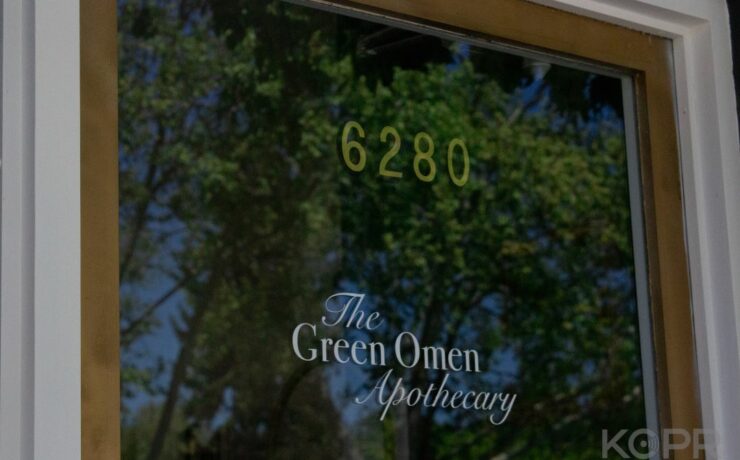 6280
The
Green Omen
Apothecary
KOPR